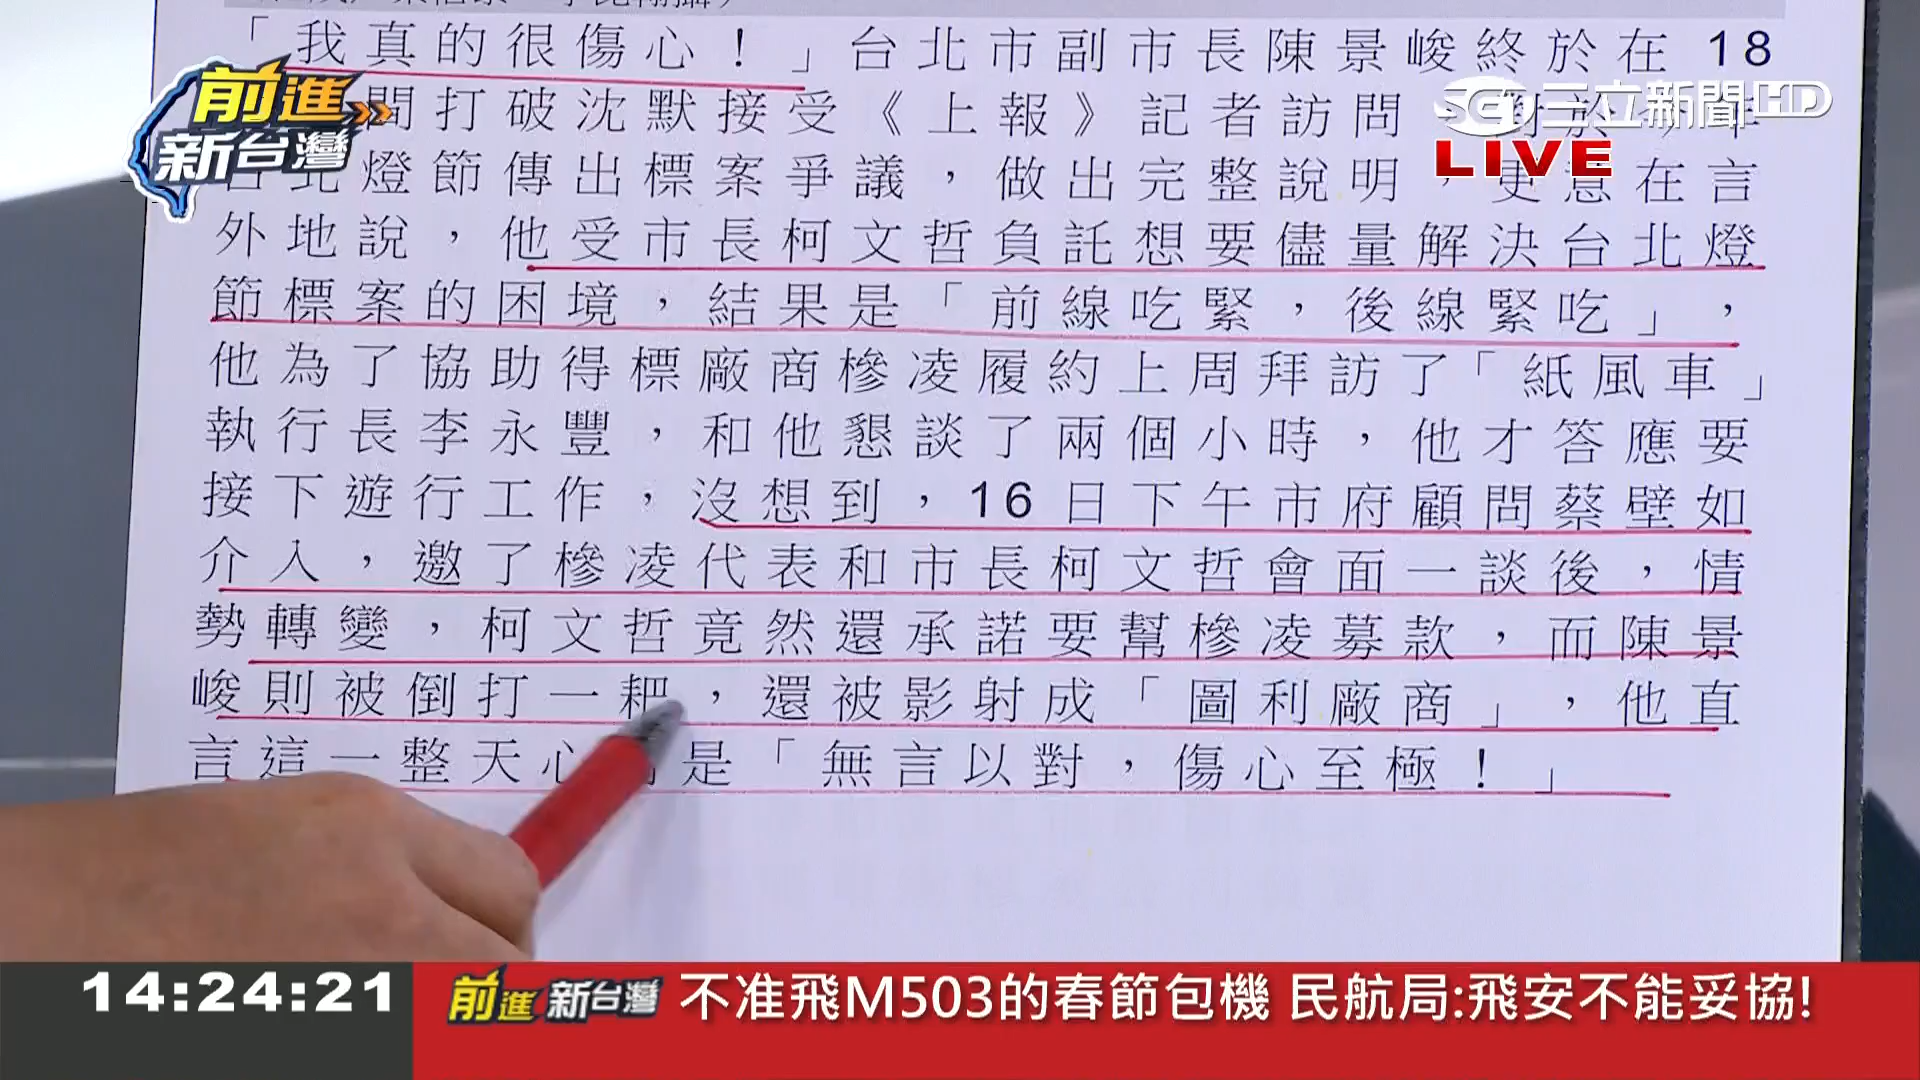 「我真的很傷心！」台北市副市長陳景峻終於在 18
間打破沈默接受《上報》記者訪問
台北燈節傳出標案爭議，做出完整說明，更意在言
外地說，他受市長柯文哲負託想要儘量解決台北燈
節標案的困境，結果是「前線吃緊，後線緊吃」，
他為了協助得標廠商槮凌履約上周拜訪了「紙風車」
執行長李永豐，和他懇談了兩個小時，他才答應要
接下遊行工作，沒想到，16 日下午市府顧問蔡壁如
介入，邀了槮凌代表和市長柯文哲會面一談後，情
勢轉變，柯文哲竟然還承諾要幫槮凌募款，而陳景
峻則被倒打一耙，還被影射成「圖利廠商」，他直
言這一整天心 是「無言以對，傷心至極！」
前進新台灣
三立新聞HD
LIVE
14:24:21
前進新台灣 不准飛M503的春節包機 民航局:飛安不能妥協!